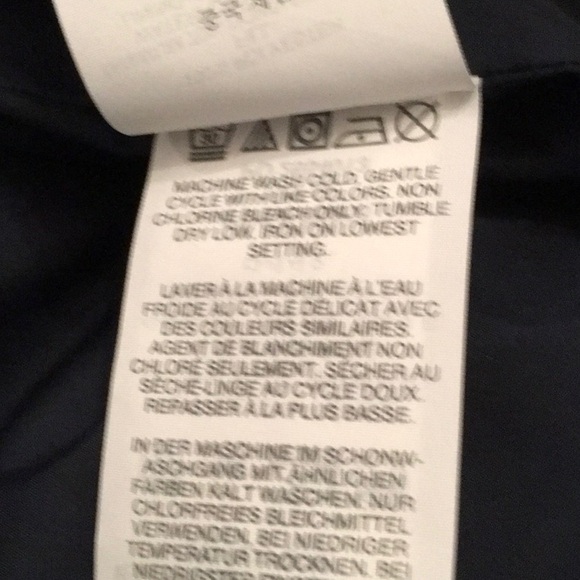 30
MACHINE WASH COLD, GENTLE
CYCLE WITH LIKE COLORS. NON
CHLORINE BLEACH ONLY; TUMBLE
DRY LOW. IRON ON LOWEST
SETTING.
LAVER À LA MACHINE À L'EAU
FROIDE AU CYCLE DÉLICAT AVEC
DES COULEURS SIMILAIRES.
AGENT DE BLANCHIMENT NON
CHLORÉ SEULEMENT. SÉCHER AU
SÈCHE-LINGE AU CYCLE DOUX.
REPASSER À LA PLUS BASSE.
IN DER MASCHINE IM SCHONW-
ASCHGANG MIT ÄHNLICHEN
FARBEN KALT WASCHEN. NUR
CHLORFREIES BLEICHMITTEL
VERWENDEN. BEI NIEDRIGER
TEMPERATUR TROCKNEN. BEI